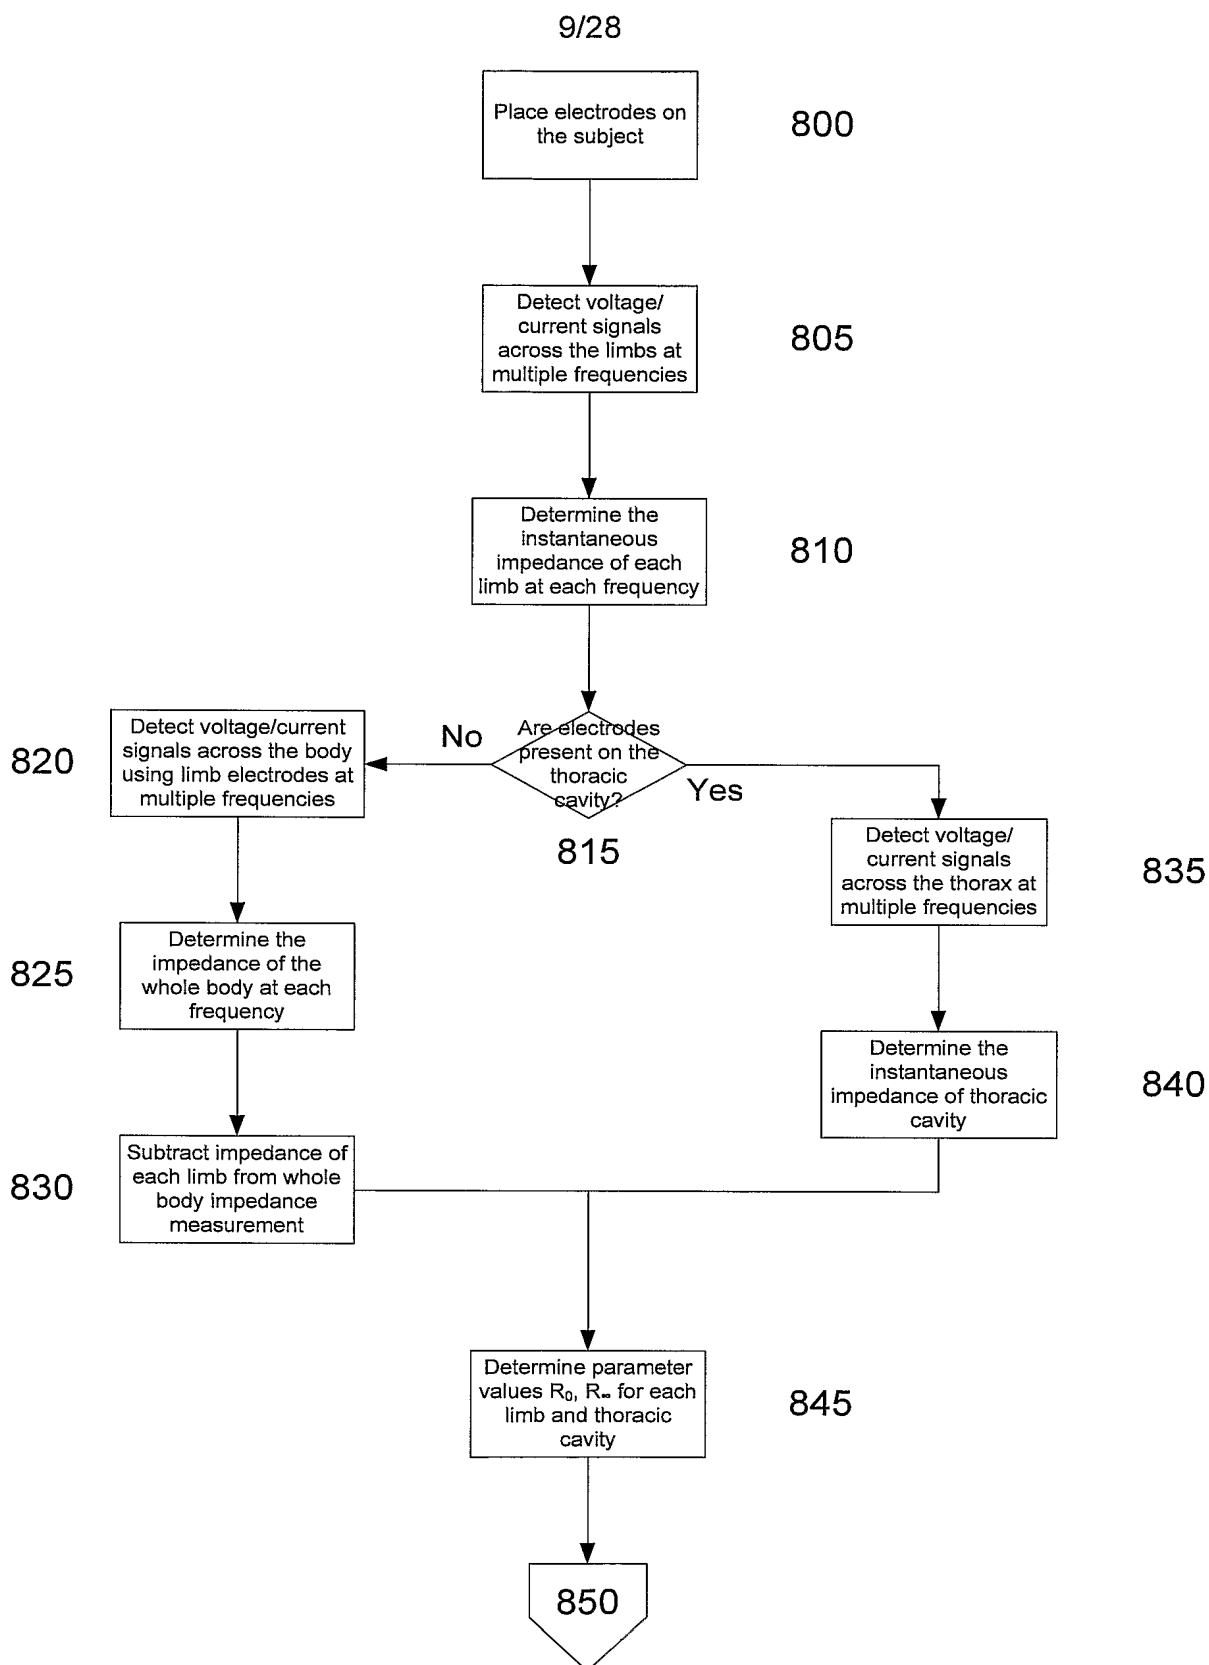 9/28
Place electrodes on
the subject
800
Detect voltage/
current signals
across the limbs at
multiple frequencies
805
Determine the
instantaneous
impedance of each
limb at each frequency
810
Are electrodes
present on the
thoracic
cavity?
815
No
Yes
820
Detect voltage/current
signals across the body
using limb electrodes at
multiple frequencies
Detect voltage/
current signals
across the thorax at
multiple frequencies
835
825
Determine the
impedance of the
whole body at each
frequency
Determine the
instantaneous
impedance of thoracic
cavity
840
830
Subtract impedance of
each limb from whole
body impedance
measurement
Determine parameter
values R₀, R∞ for each
limb and thoracic
cavity
845
850